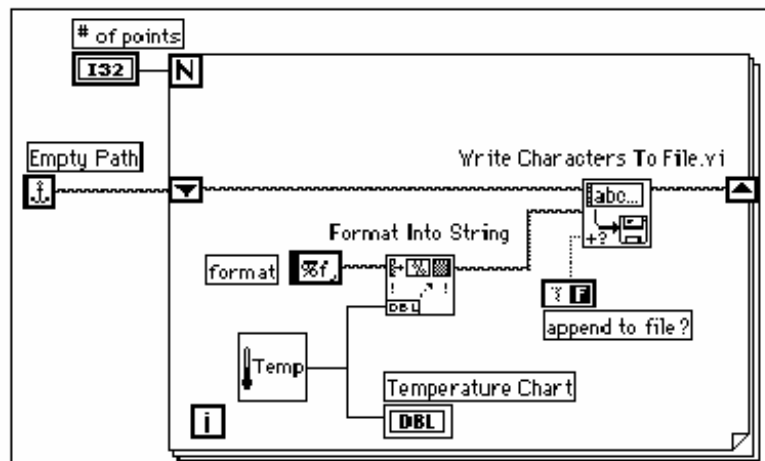 # of points
I32
N
Empty Path
Write Characters To File.vi
abc...
+?
Format Into String
format
%f
%
! !
DBL
F
append to file?
Temp
Temperature Chart
DBL
i